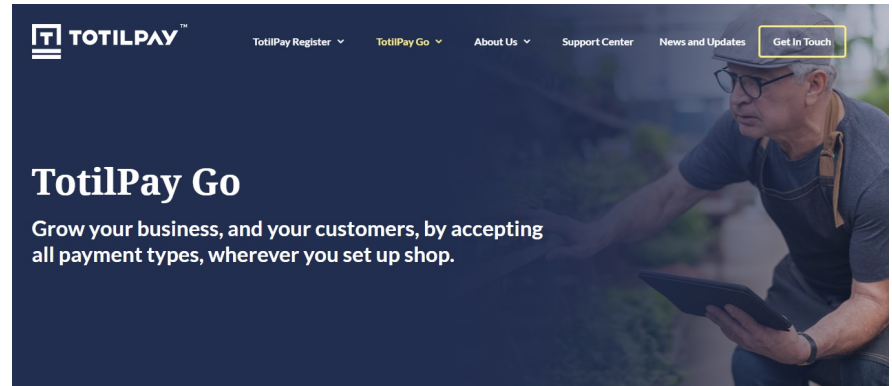 TOTILPAY™
TotilPay Register
TotilPay Go
About Us
Support Center
News and Updates
Get In Touch
TotilPay Go
Grow your business, and your customers, by accepting
all payment types, wherever you set up shop.